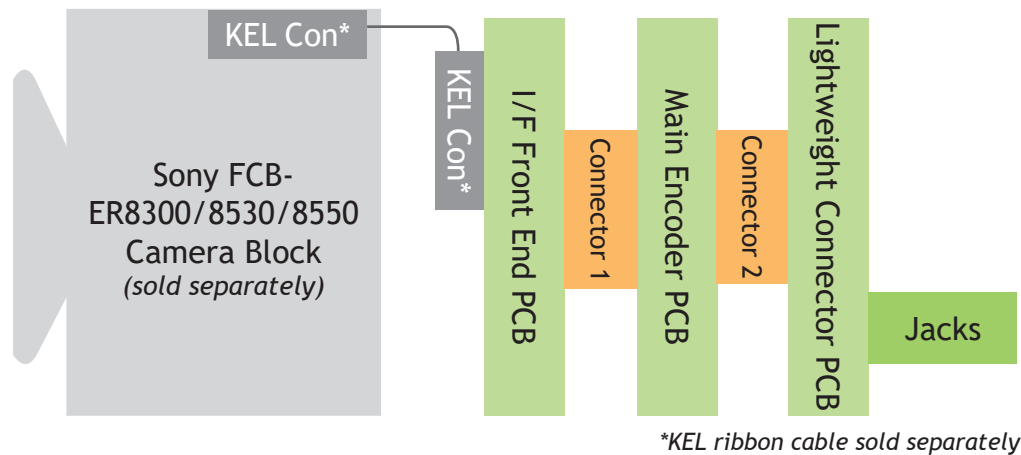 KEL Con*
KEL Con*
Sony FCB-
ER8300/8530/8550
Camera Block
(sold separately)
I/F Front End PCB
Connector 1
Main Encoder PCB
Connector 2
Lightweight Connector PCB
Jacks
*KEL ribbon cable sold separately